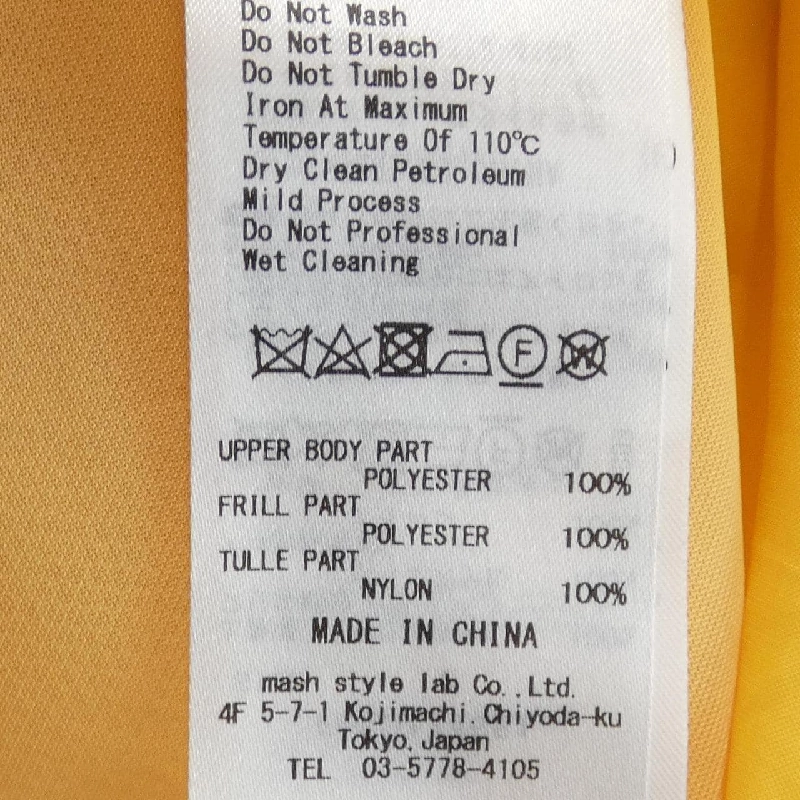 Do Not Wash
Do Not Bleach
Do Not Tumble Dry
Iron At Maximum
Temperature Of 110℃
Dry Clean Petroleum
Mild Process
Do Not Professional
Wet Cleaning
F W
UPPER BODY PART
POLYESTER 100%
FRILL PART
POLYESTER 100%
TULLE PART
NYLON 100%
MADE IN CHINA
mash style lab Co.,Ltd.
4F 5-7-1 Kojimachi,Chiyoda-ku
Tokyo,Japan
TEL 03-5778-4105